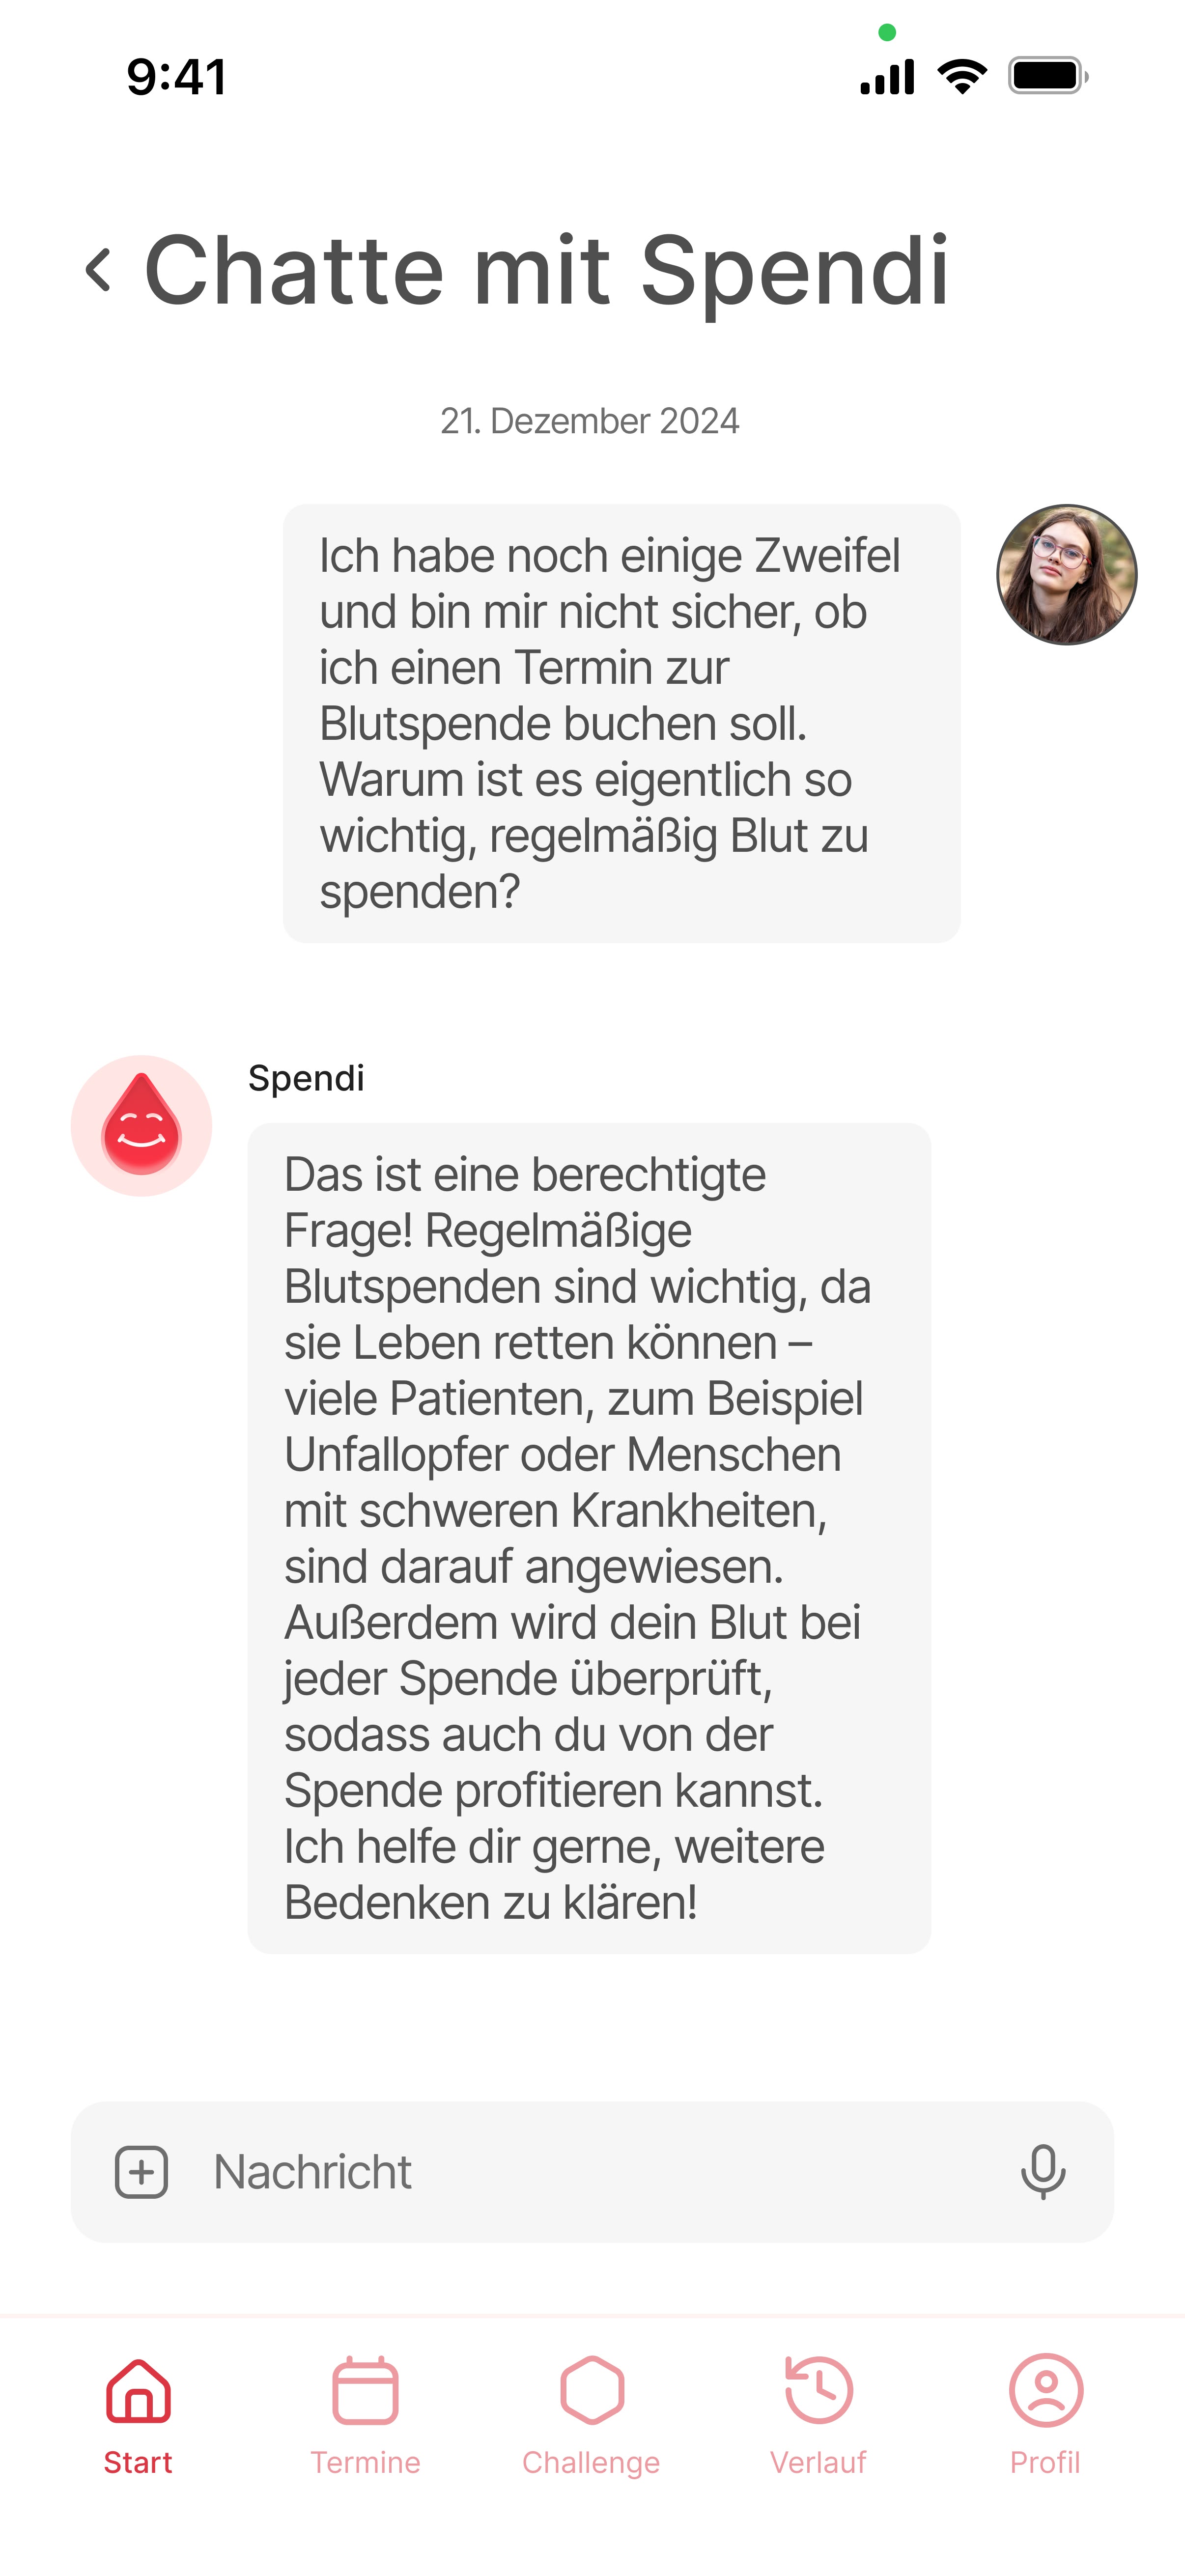 9:41
Chatte mit Spendi
21. Dezember 2024
Ich habe noch einige Zweifel
und bin mir nicht sicher, ob
ich einen Termin zur
Blutspende buchen soll.
Warum ist es eigentlich so
wichtig, regelmäßig Blut zu
spenden?
Spendi
Das ist eine berechtigte
Frage! Regelmäßige
Blutspenden sind wichtig, da
sie Leben retten können –
viele Patienten, zum Beispiel
Unfallopfer oder Menschen
mit schweren Krankheiten,
sind darauf angewiesen.
Außerdem wird dein Blut bei
jeder Spende überprüft,
sodass auch du von der
Spende profitieren kannst.
Ich helfe dir gerne, weitere
Bedenken zu klären!
Nachricht
Start
Termine
Challenge
Verlauf
Profil